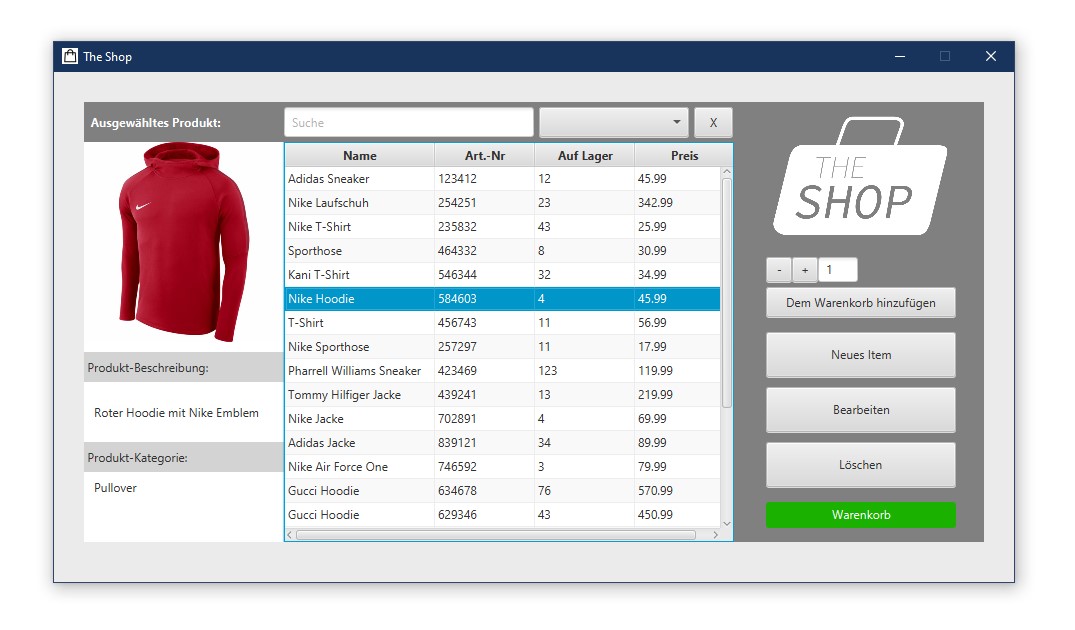 The Shop
Ausgewähltes Produkt:
Suche
X
Name Art.-Nr Auf Lager Preis
Adidas Sneaker 123412 12 45.99
Nike Laufschuh 254251 23 342.99
Nike T-Shirt 235832 43 25.99
Sporthose 464332 8 30.99
Kani T-Shirt 546344 32 34.99
Nike Hoodie 584603 4 45.99
T-Shirt 456743 11 56.99
Nike Sporthose 257297 11 17.99
Pharrell Williams Sneaker 423469 123 119.99
Tommy Hilfiger Jacke 439241 13 219.99
Nike Jacke 702891 4 69.99
Adidas Jacke 839121 34 89.99
Nike Air Force One 746592 3 79.99
Gucci Hoodie 634678 76 570.99
Gucci Hoodie 629346 43 450.99
Produkt-Beschreibung:
Roter Hoodie mit Nike Emblem
Produkt-Kategorie:
Pullover
THE
SHOP
- + 1
Dem Warenkorb hinzufügen
Neues Item
Bearbeiten
Löschen
Warenkorb